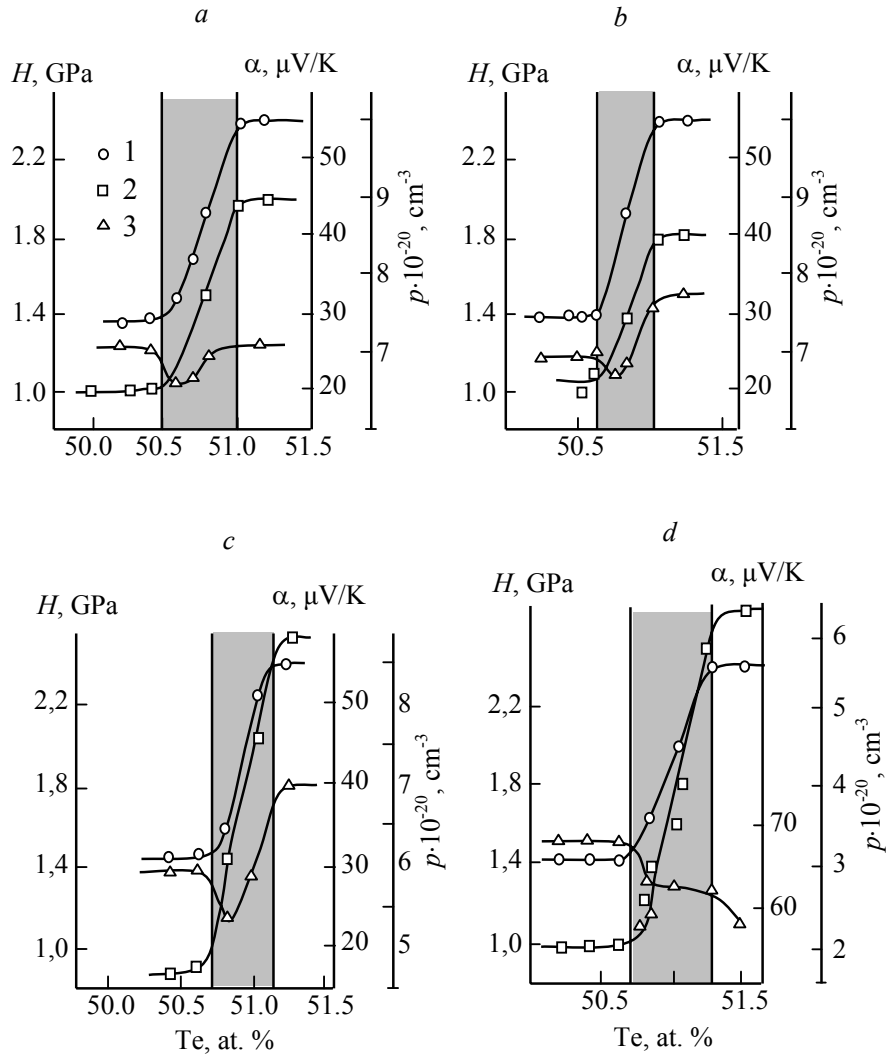 a
H, GPa
α, μV/K
2,2
1.8
1.4
1.0
1
2
3
50
40
30
20
9
8
7
p·10⁻²⁰, cm⁻³
50.0 50.5 51.0 51.5
b
H, GPa
α, μV/K
2,2
1.8
1.4
1.0
50
40
30
20
9
8
7
p·10⁻²⁰, cm⁻³
50.5 51.5
c
H, GPa
α, μV/K
2,2
1,8
1,4
1,0
50
40
30
20
8
7
6
5
p·10⁻²⁰, cm⁻³
50.0 50.5 51.0 51.5
Te, at. %
d
H, GPa
α, μV/K
2,2
1,8
1.4
1,0
70
60
6
5
4
3
2
p·10⁻²⁰, cm⁻³
50.5 51.5
Te, at. %